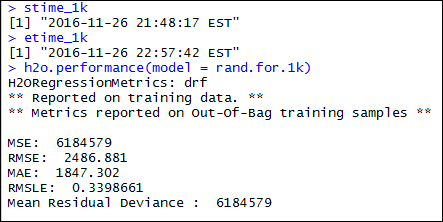 > stime_1k
[1] "2016-11-26 21:48:17 EST"
> etime_1k
[1] "2016-11-26 22:57:42 EST"
> h2o.performance(model = rand.for.1k)
H2ORegressionMetrics: drf
** Reported on training data. **
** Metrics reported on Out-Of-Bag training samples **
MSE:  6184579
RMSE:  2486.881
MAE:  1847.302
RMSLE:  0.3398661
Mean Residual Deviance :  6184579